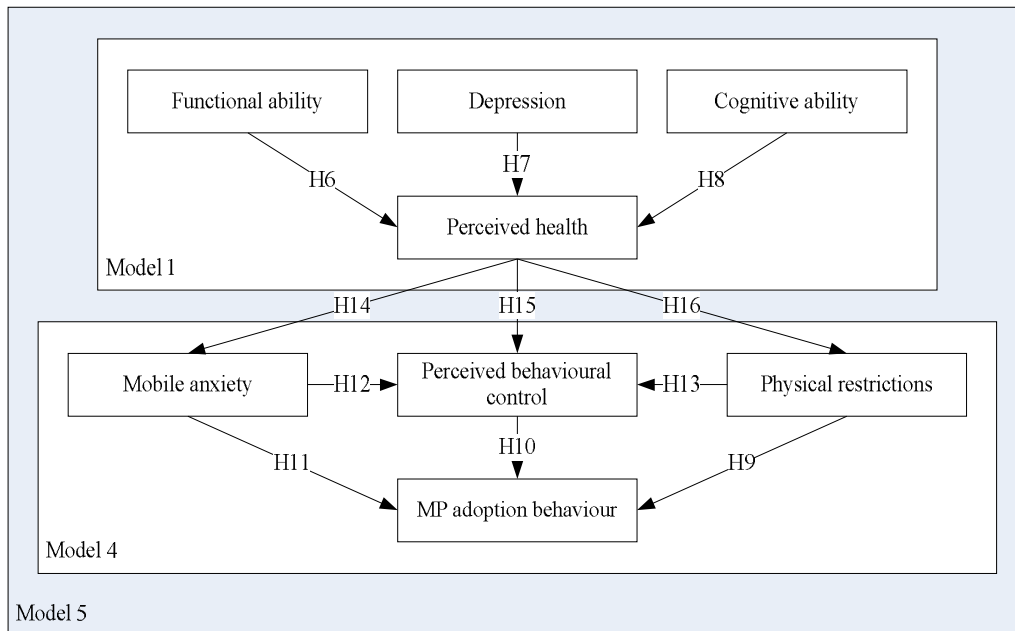 Functional ability
Depression
Cognitive ability
H6
H7
H8
Perceived health
Model 1
H14
H15
H16
Mobile anxiety
H12
Perceived behavioural
control
H13
Physical restrictions
H11
H10
H9
MP adoption behaviour
Model 4
Model 5